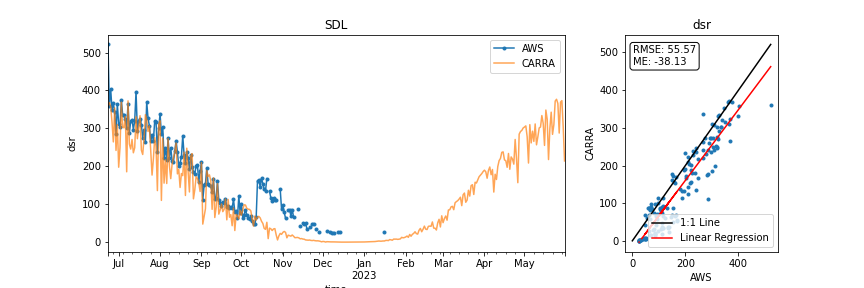 SDL
dsr
500
400
300
200
100
0
dsr
AWS
CARRA
Jul Aug Sep Oct Nov Dec Jan Feb Mar Apr May
2023
time
dsr
RMSE: 55.57
ME: -38.13
500
400
300
200
100
0
CARRA
1:1 Line
Linear Regression
0 200 400
AWS